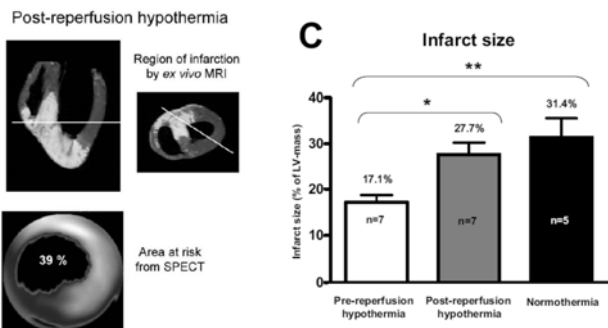 Post-reperfusion hypothermia
Region of infarction
by ex vivo MRI
39 %
Area at risk
from SPECT
C
Infarct size
**
*
Infarct size (% of LV-mass)
40
30
20
10
0
17.1%
27.7%
31.4%
n=7
n=7
n=5
Pre-reperfusion
hypothermia
Post-reperfusion
hypothermia
Normothermia